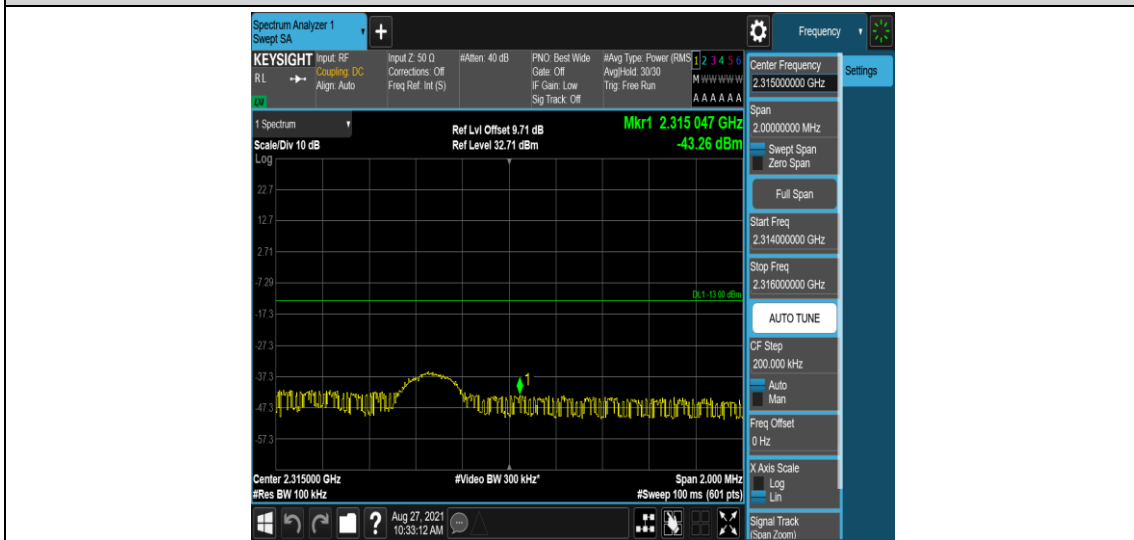 Spectrum Analyzer 1
Swept SA
+
Frequency
KEYSIGHT
RL
Input: RF
Coupling: DC
Align: Auto
Input Z: 50 Ω
Corrections: Off
Freq Ref: Int (S)
#Atten: 40 dB
PNO: Best Wide
Gate: Off
IF Gain: Low
Sig Track: Off
#Avg Type: Power (RMS
Avg|Hold: 30/30
Trig: Free Run
1 2 3 4 5 6
M W W W W W
A A A A A A
1 Spectrum
Scale/Div 10 dB
Ref Lvl Offset 9.71 dB
Ref Level 32.71 dBm
Mkr1 2.315 047 GHz
-43.26 dBm
Log
22.7
12.7
2.71
-7.29
-17.3
-27.3
-37.3
-47.3
-57.3
DL1 -13.00 dBm
1
Center 2.315000 GHz
#Res BW 100 kHz
#Video BW 300 kHz*
Span 2.000 MHz
#Sweep 100 ms (601 pts)
Center Frequency
2.315000000 GHz
Settings
Span
2.00000000 MHz
Swept Span
Zero Span
Full Span
Start Freq
2.314000000 GHz
Stop Freq
2.316000000 GHz
AUTO TUNE
CF Step
200.000 kHz
Auto
Man
Freq Offset
0 Hz
X Axis Scale
Log
Lin
Signal Track
(Span Zoom)
?
Aug 27, 2021
10:33:12 AM